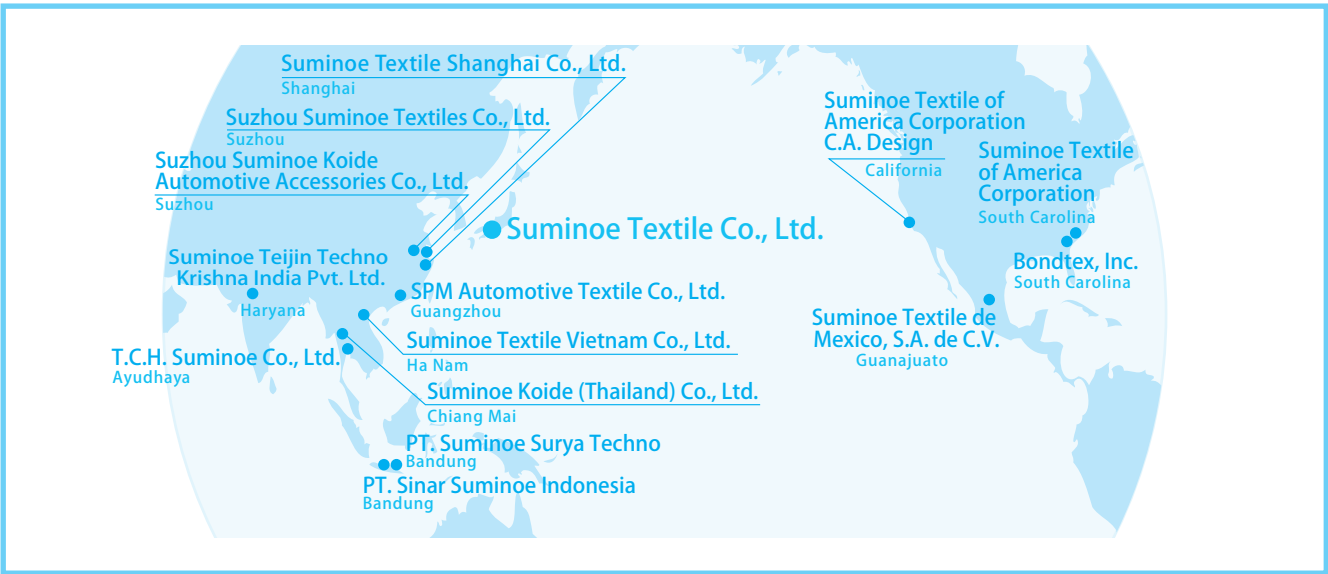 Suminoe Textile Shanghai Co., Ltd.
Shanghai
Suzhou Suminoe Textiles Co., Ltd.
Suzhou
Suzhou Suminoe Koide
Automotive Accessories Co., Ltd.
Suzhou
Suminoe Textile Co., Ltd.
Suminoe Teijin Techno
Krishna India Pvt. Ltd.
Haryana
SPM Automotive Textile Co., Ltd.
Guangzhou
Suminoe Textile Vietnam Co., Ltd.
Ha Nam
T.C.H. Suminoe Co., Ltd.
Ayudhaya
Suminoe Koide (Thailand) Co., Ltd.
Chiang Mai
PT. Suminoe Surya Techno
Bandung
PT. Sinar Suminoe Indonesia
Bandung
Suminoe Textile of
America Corporation
C.A. Design
California
Suminoe Textile
of America
Corporation
South Carolina
Bondtex, Inc.
South Carolina
Suminoe Textile de
Mexico, S.A. de C.V.
Guanajuato